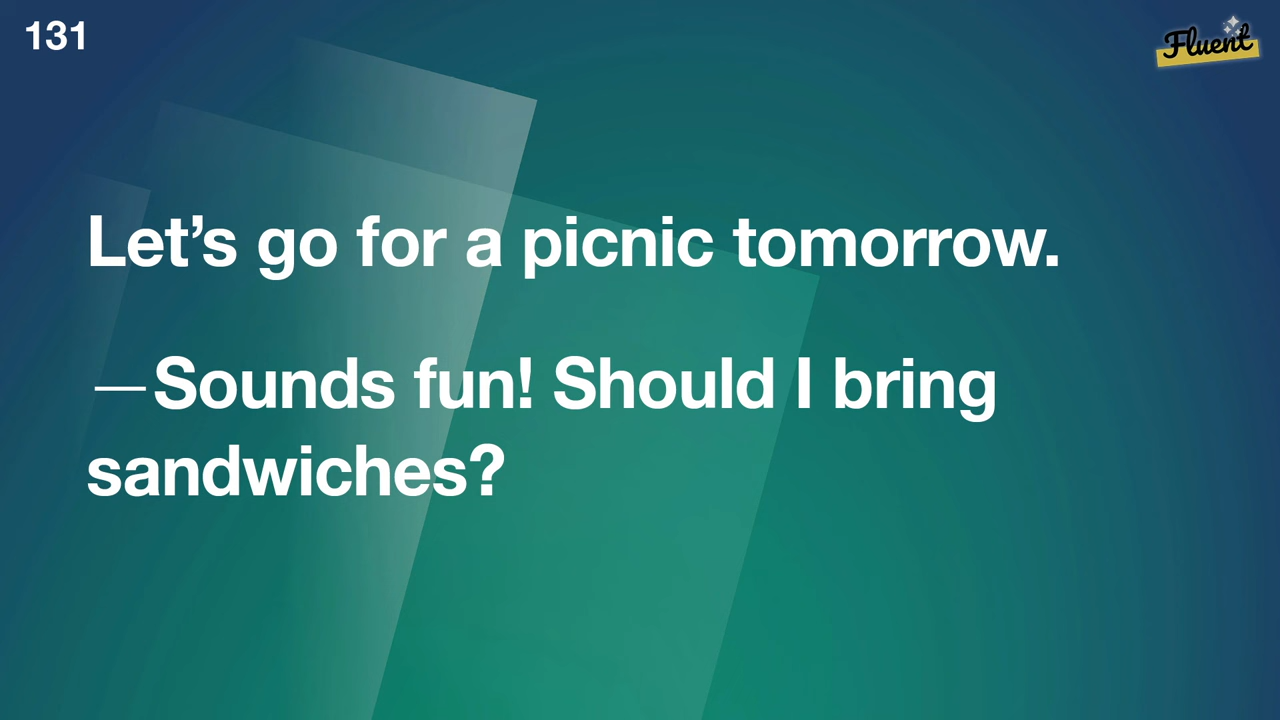 131
Fluent
Let’s go for a picnic tomorrow.
—Sounds fun! Should I bring
sandwiches?